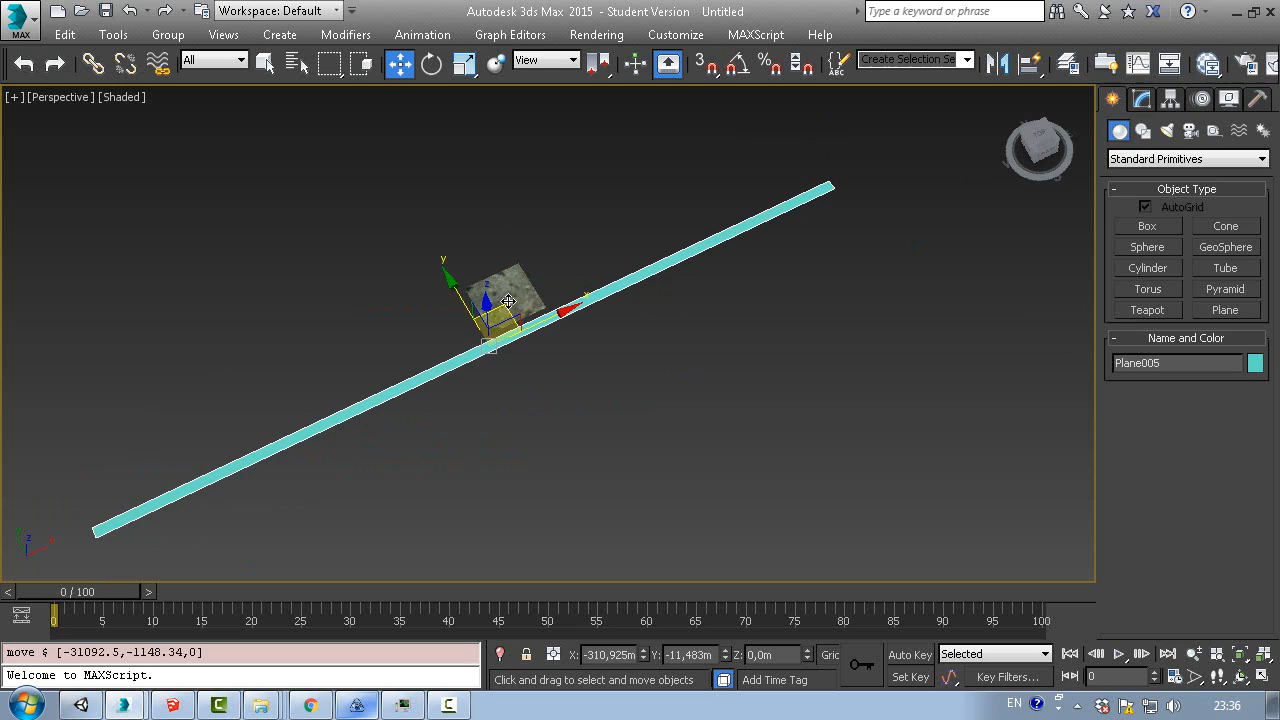 Workspace: Default
Autodesk 3ds Max 2015 - Student Version Untitled
Type a keyword or phrase
MAX
Edit Tools Group Views Create Modifiers Animation Graph Editors Rendering Customize MAXScript Help
All
View
3
Create Selection Se
ABC
[+] [Perspective] [Shaded]
TOP
Standard Primitives
Object Type
AutoGrid
Box Cone
Sphere GeoSphere
Cylinder Tube
Torus Pyramid
Teapot Plane
Name and Color
Plane005
y
z
x
z
x
< 0 / 100 >
0 5 10 15 20 25 30 35 40 45 50 55 60 65 70 75 80 85 90 95 100
move $ [-31092.5,-1148.34,0]
Welcome to MAXScript.
X: -310,925m Y: -11,483m Z: 0,0m Gric
Click and drag to select and move objects
Add Time Tag
Auto Key Selected
Set Key Key Filters... 0
EN 23:36